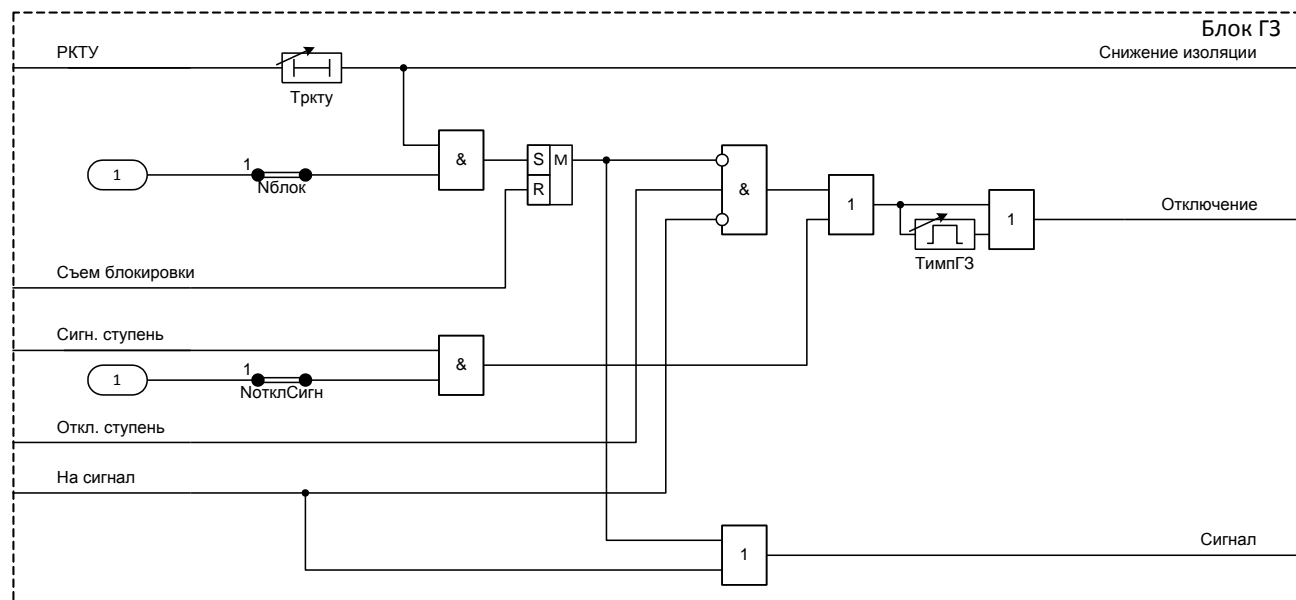 Блок ГЗ
РКТУ
Снижение изоляции
Тркту
&
1
1
Nблок
S
M
R
&
1
1
Отключение
ТимпГЗ
Съем блокировки
Сигн. ступень
&
1
1
NотклСигн
Откл. ступень
На сигнал
1
Сигнал